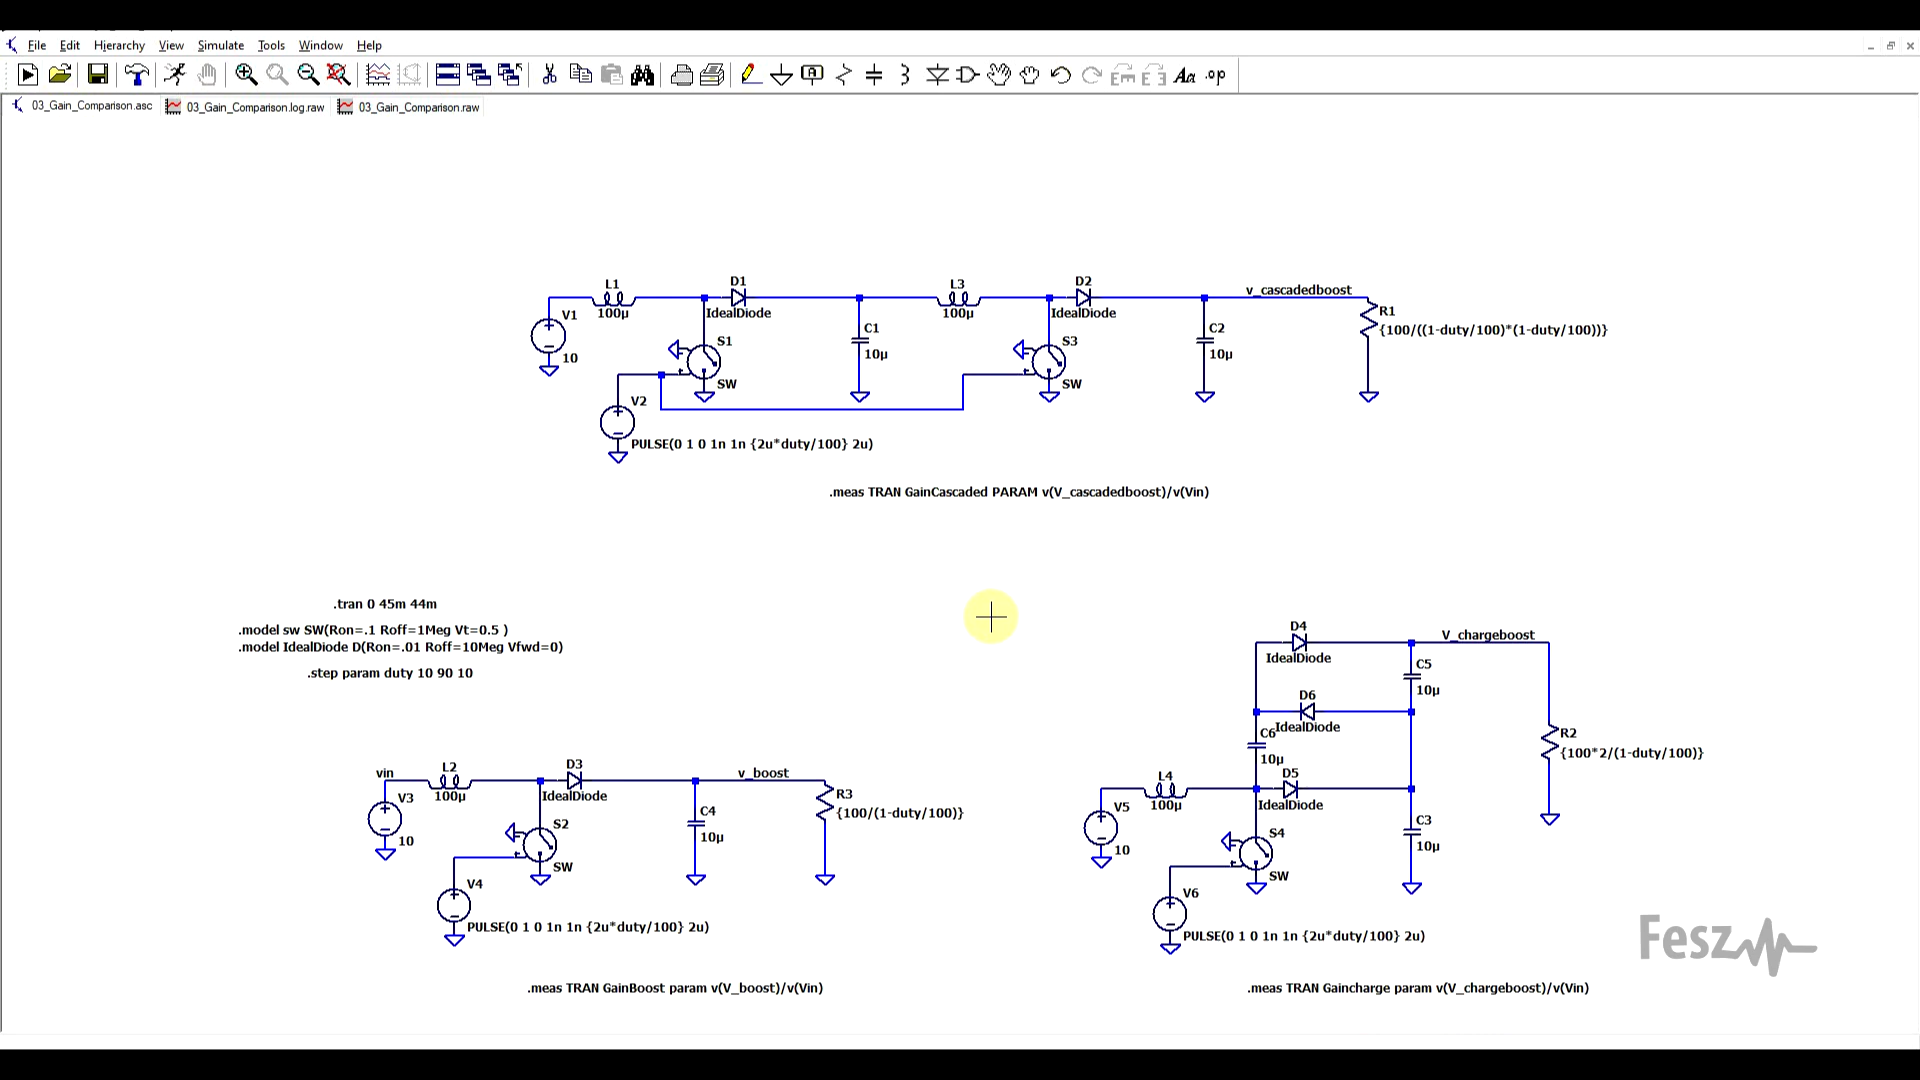 File Edit Hierarchy View Simulate Tools Window Help
03_Gain_Comparison.asc 03_Gain_Comparison.log.raw 03_Gain_Comparison.raw
L1
100µ
D1
IdealDiode
L3
100µ
D2
IdealDiode
v_cascadedboost
V1
10
S1
SW
C1
10µ
S3
SW
C2
10µ
R1
{100/((1-duty/100)*(1-duty/100))}
V2
PULSE(0 1 0 1n 1n {2u*duty/100} 2u)
.meas TRAN GainCascaded PARAM v(V_cascadedboost)/v(Vin)
.tran 0 45m 44m
.model sw SW(Ron=.1 Roff=1Meg Vt=0.5 )
.model IdealDiode D(Ron=.01 Roff=10Meg Vfwd=0)
.step param duty 10 90 10
vin
L2
100µ
D3
IdealDiode
v_boost
V3
10
S2
SW
C4
10µ
R3
{100/(1-duty/100)}
V4
PULSE(0 1 0 1n 1n {2u*duty/100} 2u)
.meas TRAN GainBoost param v(V_boost)/v(Vin)
D4
IdealDiode
V_chargeboost
C5
10µ
D6
IdealDiode
C6
10µ
R2
{100*2/(1-duty/100)}
L4
100µ
D5
IdealDiode
V5
10
S4
SW
C3
10µ
V6
PULSE(0 1 0 1n 1n {2u*duty/100} 2u)
.meas TRAN Gaincharge param v(V_chargeboost)/v(Vin)
Fesz